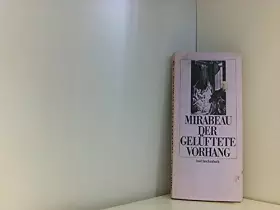 MIRABEAU
DER
GELÜFTETE
VORHANG
insel taschenbuch